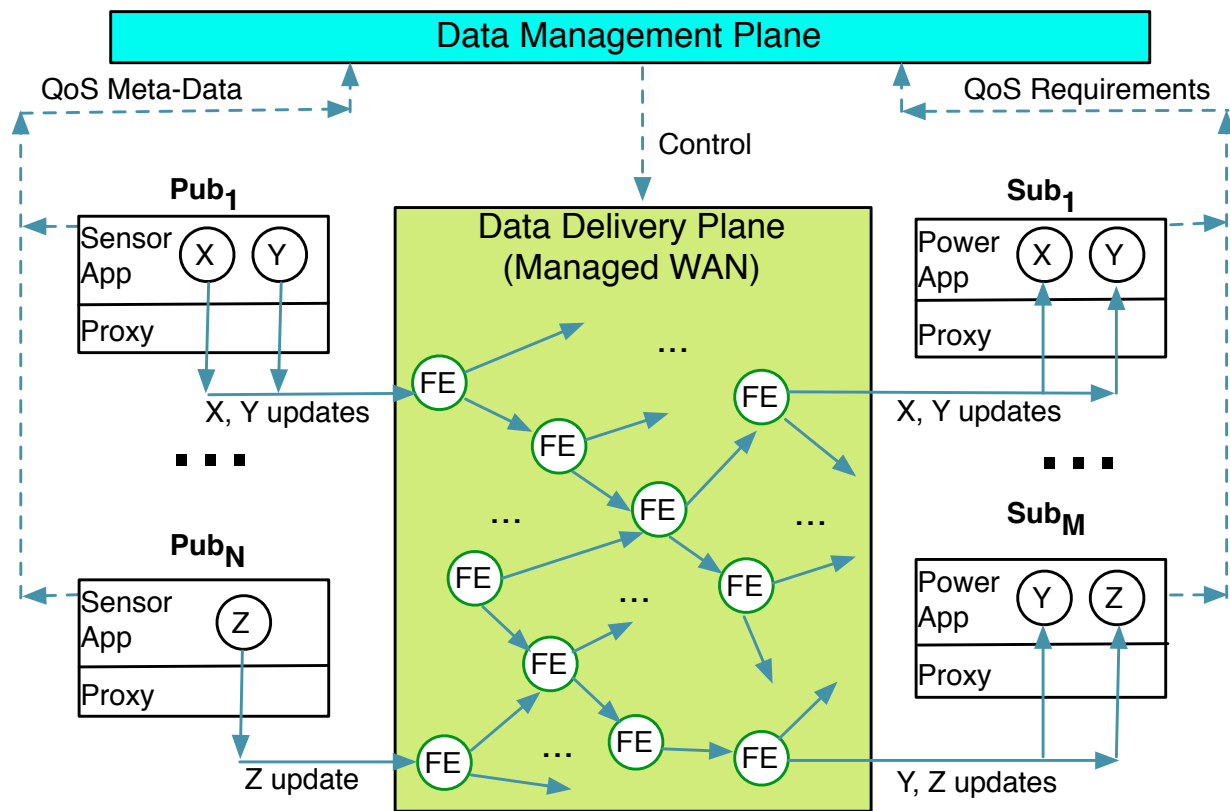 Data Management Plane
QoS Meta-Data
QoS Requirements
Control
Pub1
Sensor
App
X
Y
Proxy
X, Y updates
...
PubN
Sensor
App
Z
Proxy
Z update
Data Delivery Plane
(Managed WAN)
...
FE
FE
FE
FE
...
...
FE
FE
...
FE
FE
...
FE
FE
Sub1
Power
App
X
Y
Proxy
X, Y updates
...
SubM
Power
App
Y
Z
Proxy
Y, Z updates